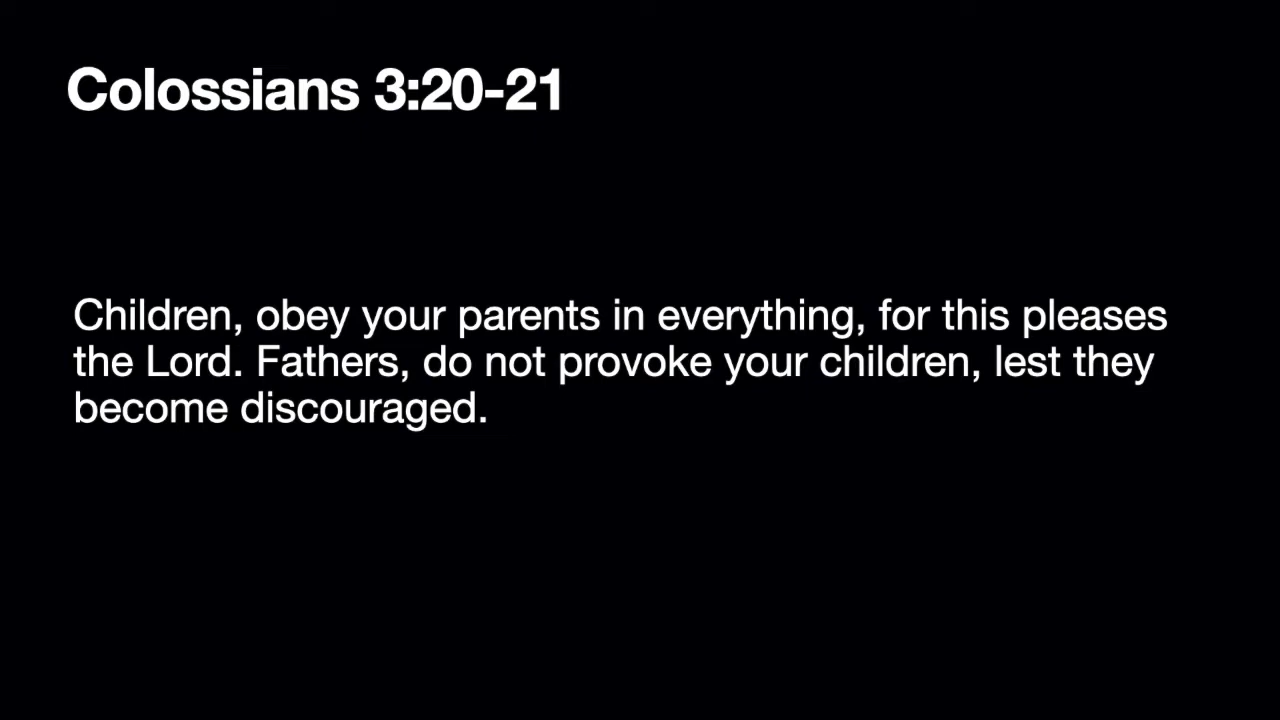 Colossians 3:20-21
Children, obey your parents in everything, for this pleases
the Lord. Fathers, do not provoke your children, lest they
become discouraged.